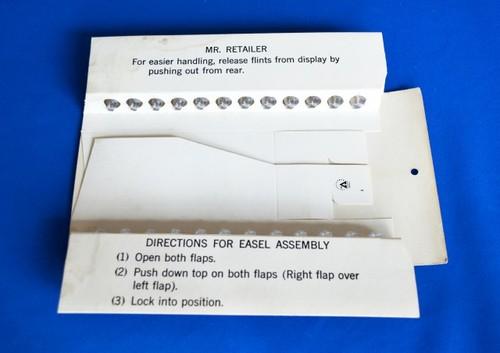 MR. RETAILER
For easier handling, release flints from display by
pushing out from rear.
DIRECTIONS FOR EASEL ASSEMBLY
(1) Open both flaps.
(2) Push down top on both flaps (Right flap over
left flap).
(3) Lock into position.